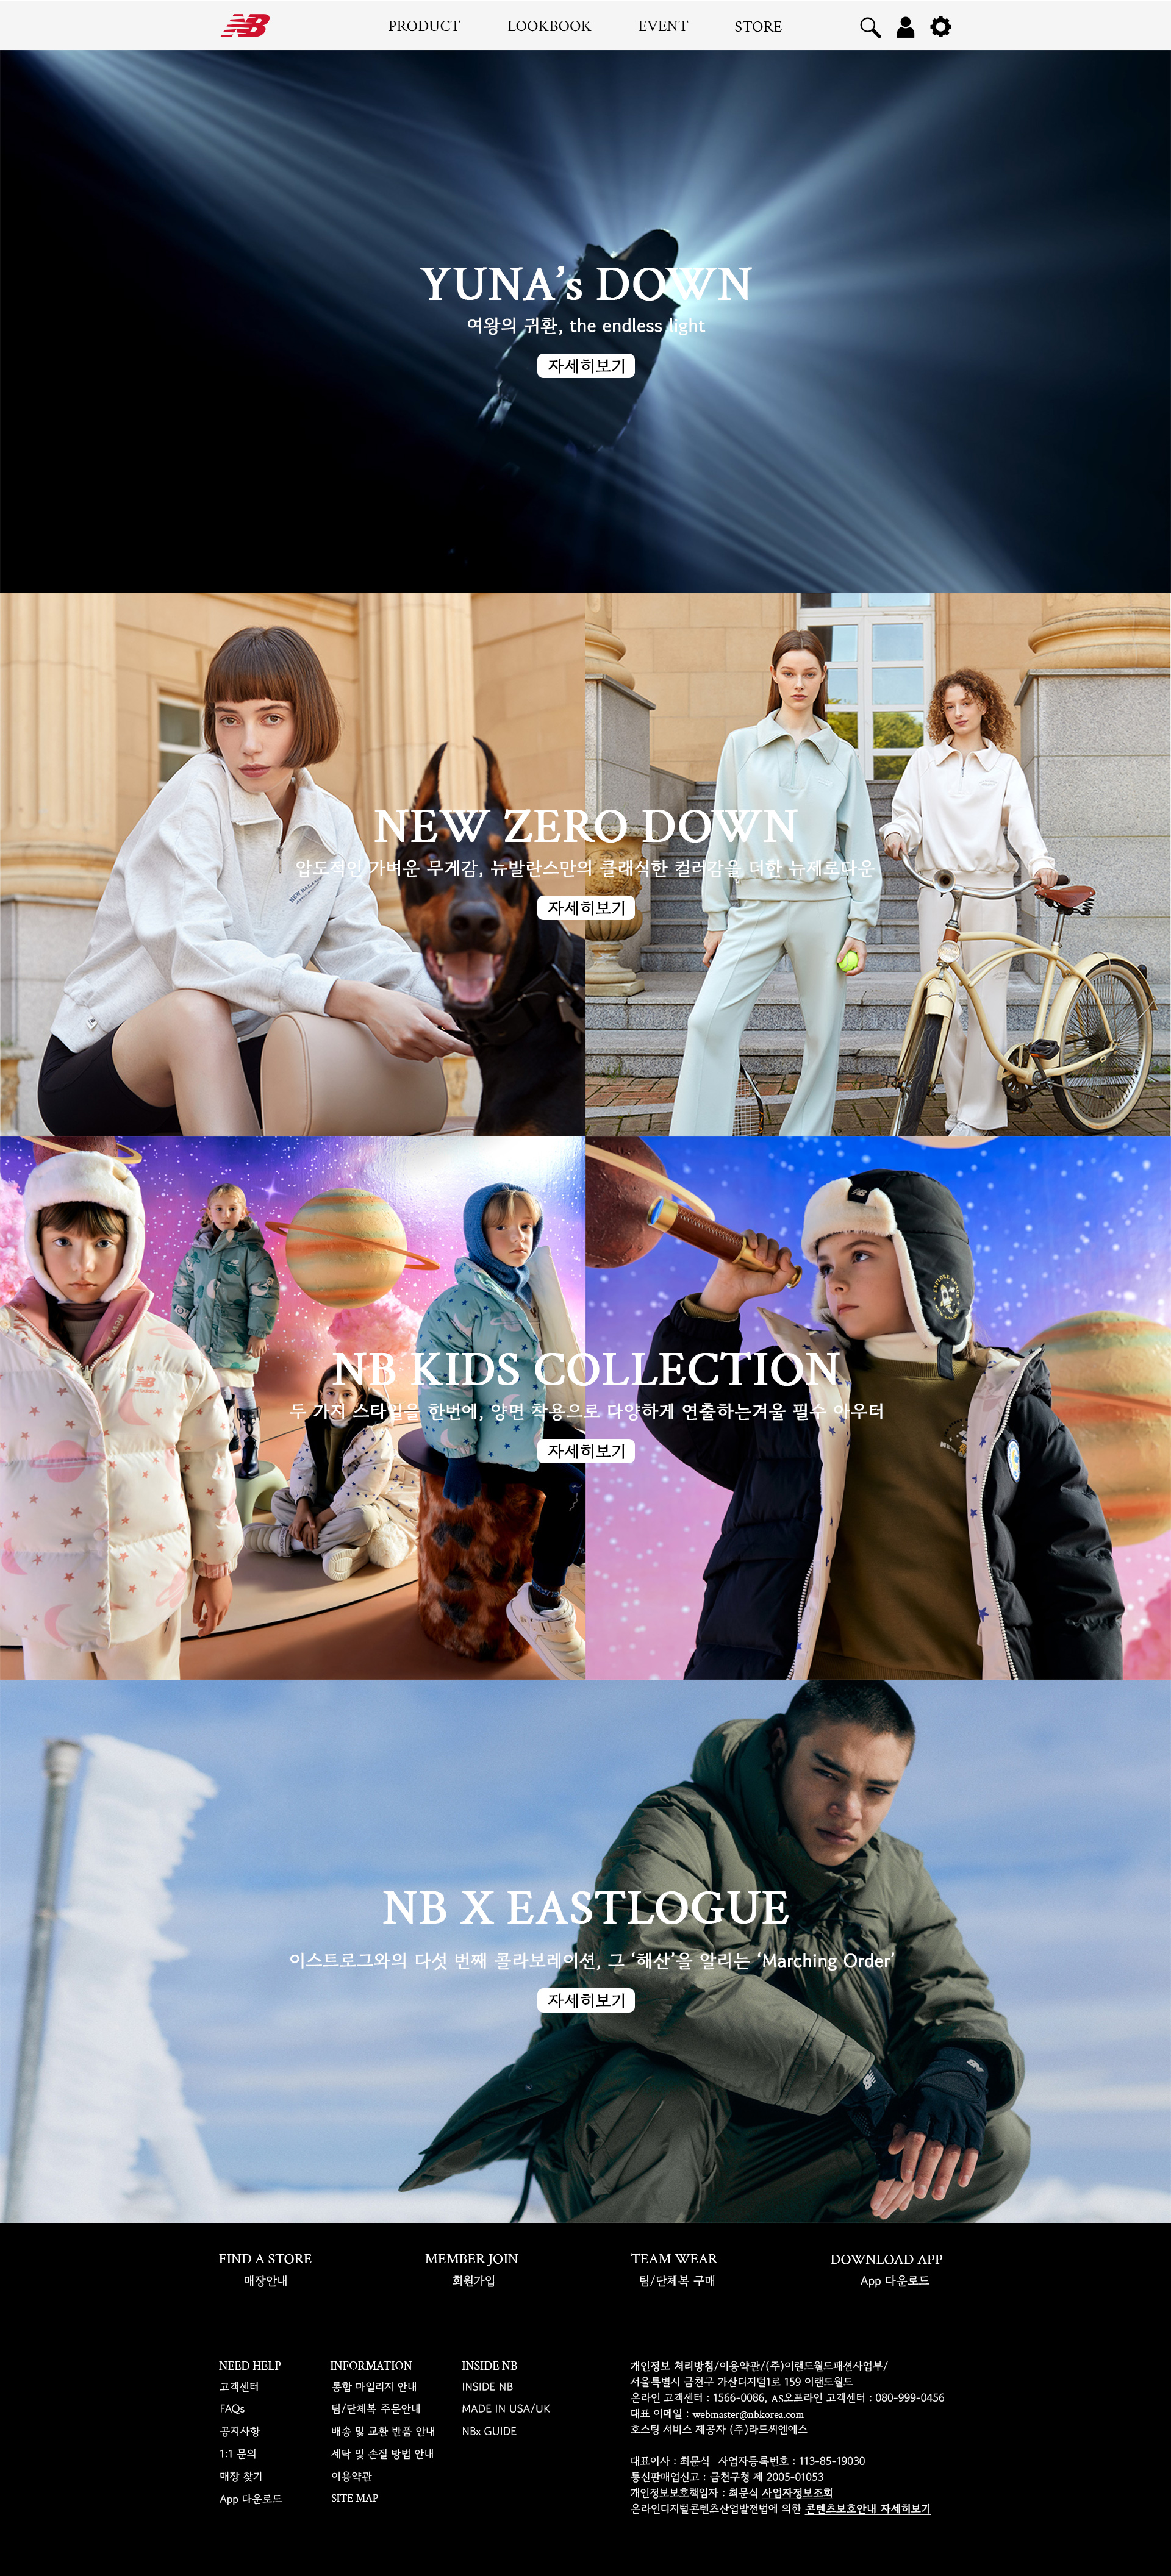 NB
PRODUCT LOOKBOOK EVENT STORE
YUNA’s DOWN
여왕의 귀환, the endless light
자세히보기
NEW BALANCE
NEW ZERO DOWN
압도적인 가벼운 무게감, 뉴발란스만의 클래식한 컬러감을 더한 뉴제로다운
자세히보기
NB KIDS COLLECTION
두 가지 스타일을 한번에, 양면 착용으로 다양하게 연출하는겨울 필수 아우터
자세히보기
NB X EASTLOGUE
이스트로그와의 다섯 번째 콜라보레이션, 그 ‘해산’을 알리는 ‘Marching Order’
자세히보기
FIND A STORE
매장안내
MEMBER JOIN
회원가입
TEAM WEAR
팀/단체복 구매
DOWNLOAD APP
App 다운로드
NEED HELP
고객센터
FAQs
공지사항
1:1 문의
매장 찾기
App 다운로드
INFORMATION
통합 마일리지 안내
팀/단체복 주문안내
배송 및 교환 반품 안내
세탁 및 손질 방법 안내
이용약관
SITE MAP
INSIDE NB
INSIDE NB
MADE IN USA/UK
NBx GUIDE
개인정보 처리방침/이용약관/(주)이랜드월드패션사업부/
서울특별시 금천구 가산디지털1로 159 이랜드월드
온라인 고객센터 : 1566-0086, AS오프라인 고객센터 : 080-999-0456
대표 이메일 : webmaster@nbkorea.com
호스팅 서비스 제공자 (주)라드씨엔에스
대표이사 : 최문식 사업자등록번호 : 113-85-19030
통신판매업신고 : 금천구청 제 2005-01053
개인정보보호책임자 : 최문식 사업자정보조회
온라인디지털콘텐츠산업발전법에 의한 콘텐츠보호안내 자세히보기